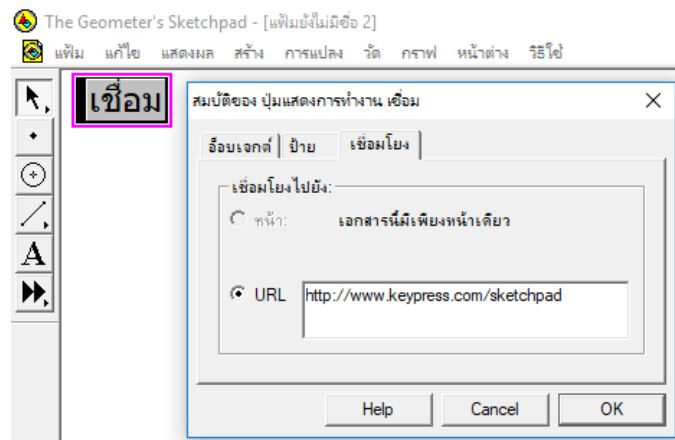 The Geometer's Sketchpad - [แฟ้มยังไม่มีชื่อ 2]
แฟ้ม แก้ไข แสดงผล สร้าง การแปลง วัด กราฟ หน้าต่าง วิธีใช้
เชื่อม
สมบัติของ ปุ่มแสดงการทำงาน เชื่อม
อ็อบเจกต์ ป้าย เชื่อมโยง
เชื่อมโยงไปยัง:
หน้า: เอกสารนี้มีเพียงหน้าเดียว
URL http://www.keypress.com/sketchpad
A
Help Cancel OK